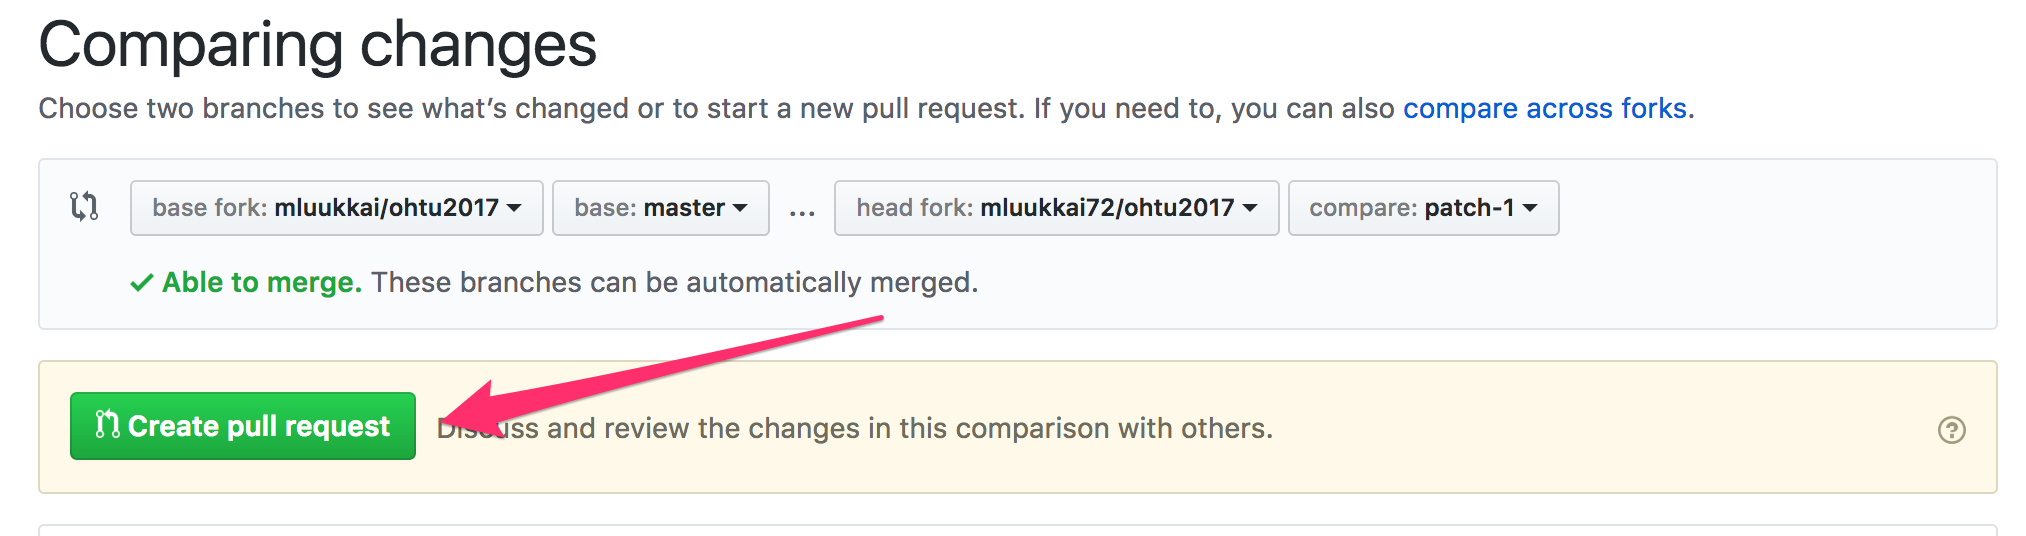 Comparing changes
Choose two branches to see what’s changed or to start a new pull request. If you need to, you can also compare across forks.
base fork: mluukkai/ohtu2017 base: master ... head fork: mluukkai72/ohtu2017 compare: patch-1
Able to merge. These branches can be automatically merged.
Create pull request Discuss and review the changes in this comparison with others.